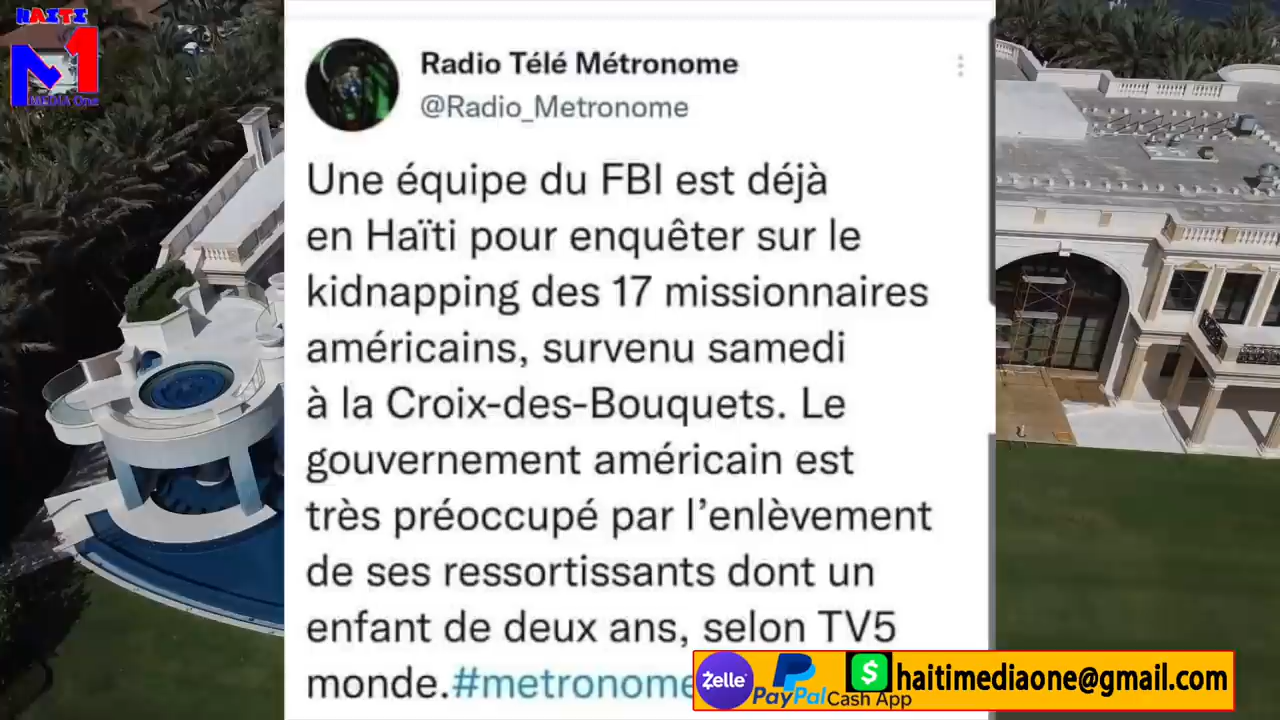 HAITI
MEDIA One
Radio Télé Métronome
@Radio_Metronome
Une équipe du FBI est déjà
en Haïti pour enquêter sur le
kidnapping des 17 missionnaires
américains, survenu samedi
à la Croix-des-Bouquets. Le
gouvernement américain est
très préoccupé par l’enlèvement
de ses ressortissants dont un
enfant de deux ans, selon TV5
monde.#metronome
Zelle PayPal $ Cash App haitimediaone@gmail.com